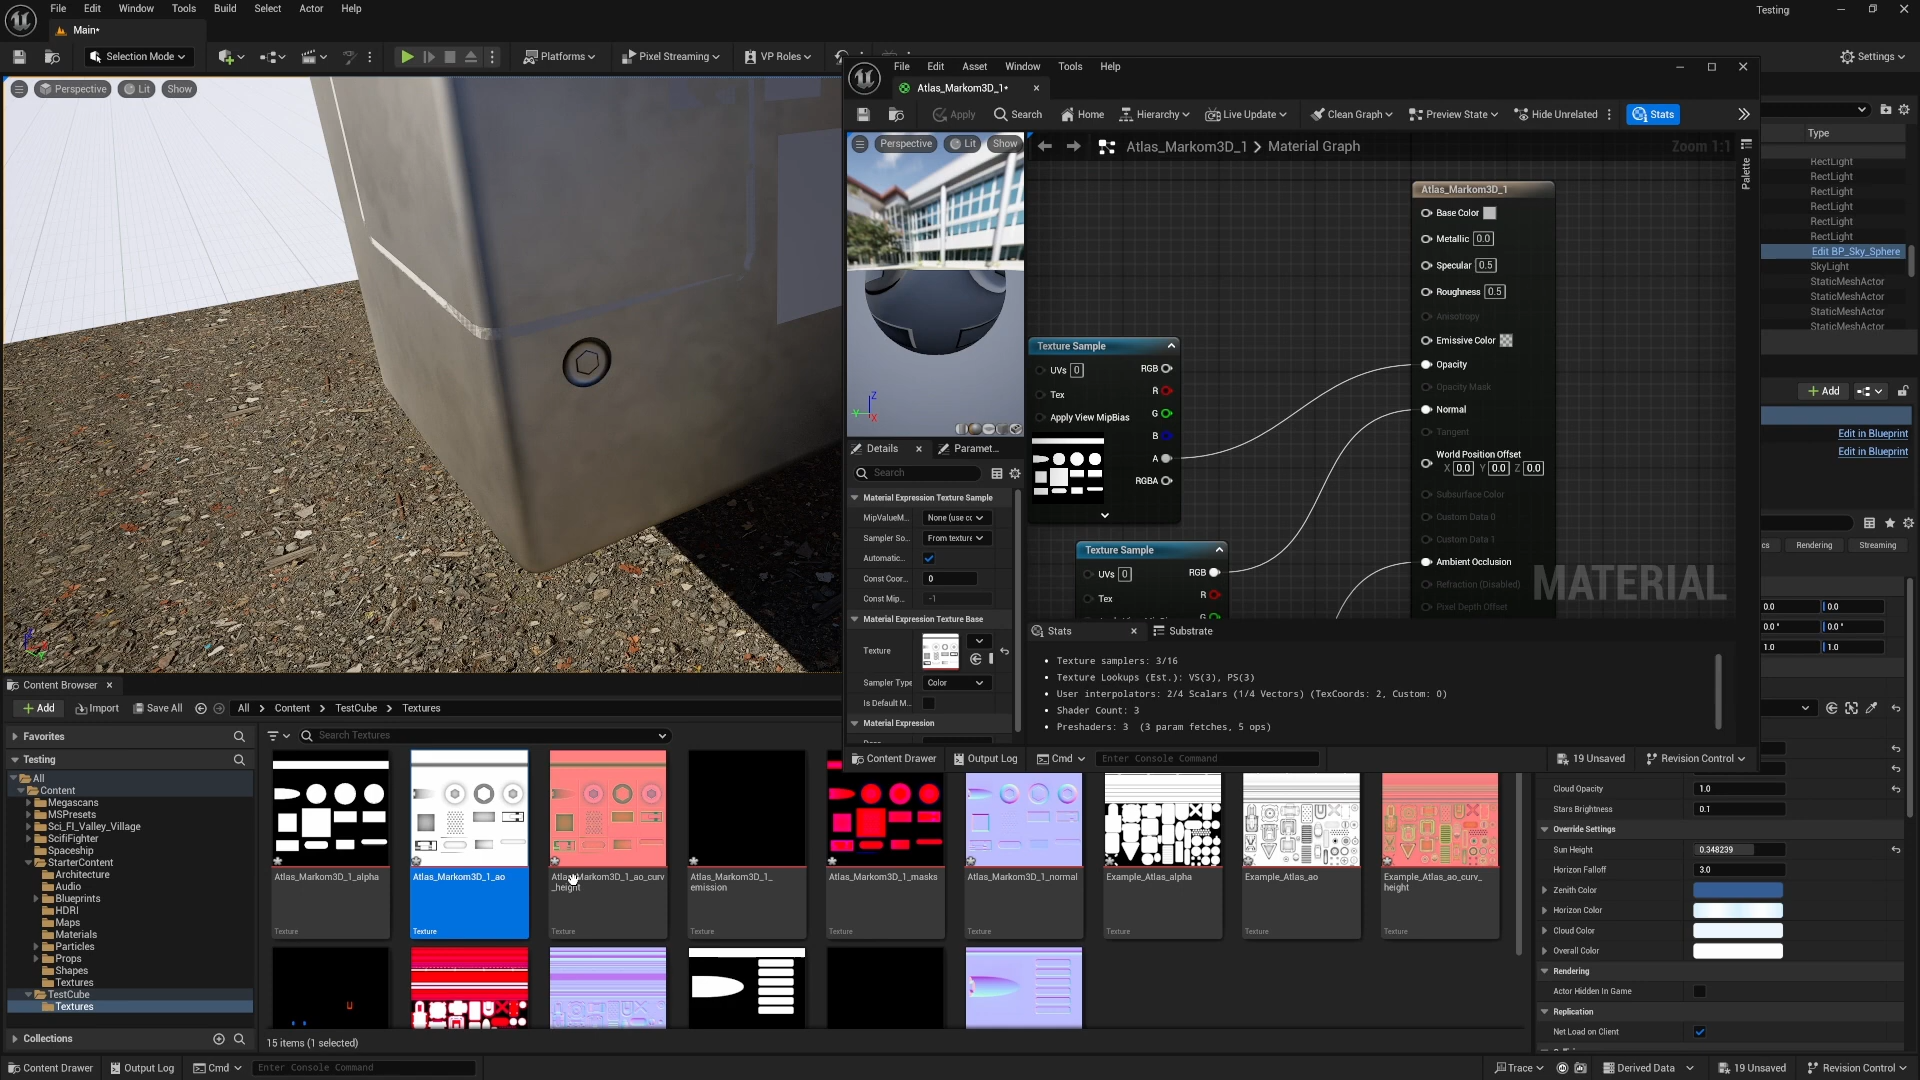 File Edit Window Tools Build Select Actor Help
Testing
Main*
Selection Mode
Platforms
Pixel Streaming
VP Roles
Settings
Perspective
Lit
Show
File Edit Asset Window Tools Help
Atlas_Markom3D_1*
Apply
Search
Home
Hierarchy
Live Update
Clean Graph
Preview State
Hide Unrelated
Stats
Perspective
Lit
Show
Atlas_Markom3D_1 > Material Graph
Zoom 1:1
Palette
Atlas_Markom3D_1
Base Color
Metallic 0.0
Specular 0.5
Roughness 0.5
Anisotropy
Emissive Color
Opacity
Opacity Mask
Normal
Tangent
World Position Offset
X 0.0 Y 0.0 Z 0.0
Subsurface Color
Custom Data 0
Custom Data 1
Ambient Occlusion
Refraction (Disabled)
Pixel Depth Offset
MATERIAL
Texture Sample
UVs 0
RGB
Tex
R
Apply View MipBias
G
B
A
RGBA
Texture Sample
UVs 0
RGB
Tex
R
Z
Y
X
Details
Paramet...
Search
Material Expression Texture Sample
MipValueM...
None (use cc
Sampler So...
From texture
Automatic...
Const Coor...
0
Const Mip...
-1
Material Expression Texture Base
Texture
Sampler Type
Color
Is Default M...
Material Expression
Stats
Substrate
Texture samplers: 3/16
Texture Lookups (Est.): VS(3), PS(3)
User interpolators: 2/4 Scalars (1/4 Vectors) (TexCoords: 2, Custom: 0)
Shader Count: 3
Preshaders: 3 (3 param fetches, 5 ops)
Content Drawer
Output Log
Cmd
Enter Console Command
19 Unsaved
Revision Control
Type
RectLight
RectLight
RectLight
RectLight
RectLight
RectLight
Edit BP_Sky_Sphere
SkyLight
StaticMeshActor
StaticMeshActor
StaticMeshActor
StaticMeshActor
Add
Edit in Blueprint
Edit in Blueprint
Rendering
Streaming
0.0 0.0
0.0 ° 0.0 °
1.0 1.0
Content Browser
Add
Import
Save All
All > Content > TestCube > Textures
Favorites
Search Textures
Testing
All
Content
Megascans
MSPresets
Sci_FI_Valley_Village
ScifiFighter
Spaceship
StarterContent
Architecture
Audio
Blueprints
HDRI
Maps
Materials
Particles
Props
Shapes
Textures
TestCube
Textures
Collections
Atlas_Markom3D_1_alpha
Texture
Atlas_Markom3D_1_ao
Texture
Atlas_Markom3D_1_ao_curv
_height
Texture
Atlas_Markom3D_1_
emission
Texture
Atlas_Markom3D_1_masks
Texture
Atlas_Markom3D_1_normal
Texture
Example_Atlas_alpha
Texture
Example_Atlas_ao
Texture
Example_Atlas_ao_curv_
height
Texture
15 items (1 selected)
Cloud Opacity
1.0
Stars Brightness
0.1
Override Settings
Sun Height
0.348239
Horizon Falloff
3.0
Zenith Color
Horizon Color
Cloud Color
Overall Color
Rendering
Actor Hidden In Game
Replication
Net Load on Client
Content Drawer
Output Log
Cmd
Enter Console Command
Trace
Derived Data
19 Unsaved
Revision Control